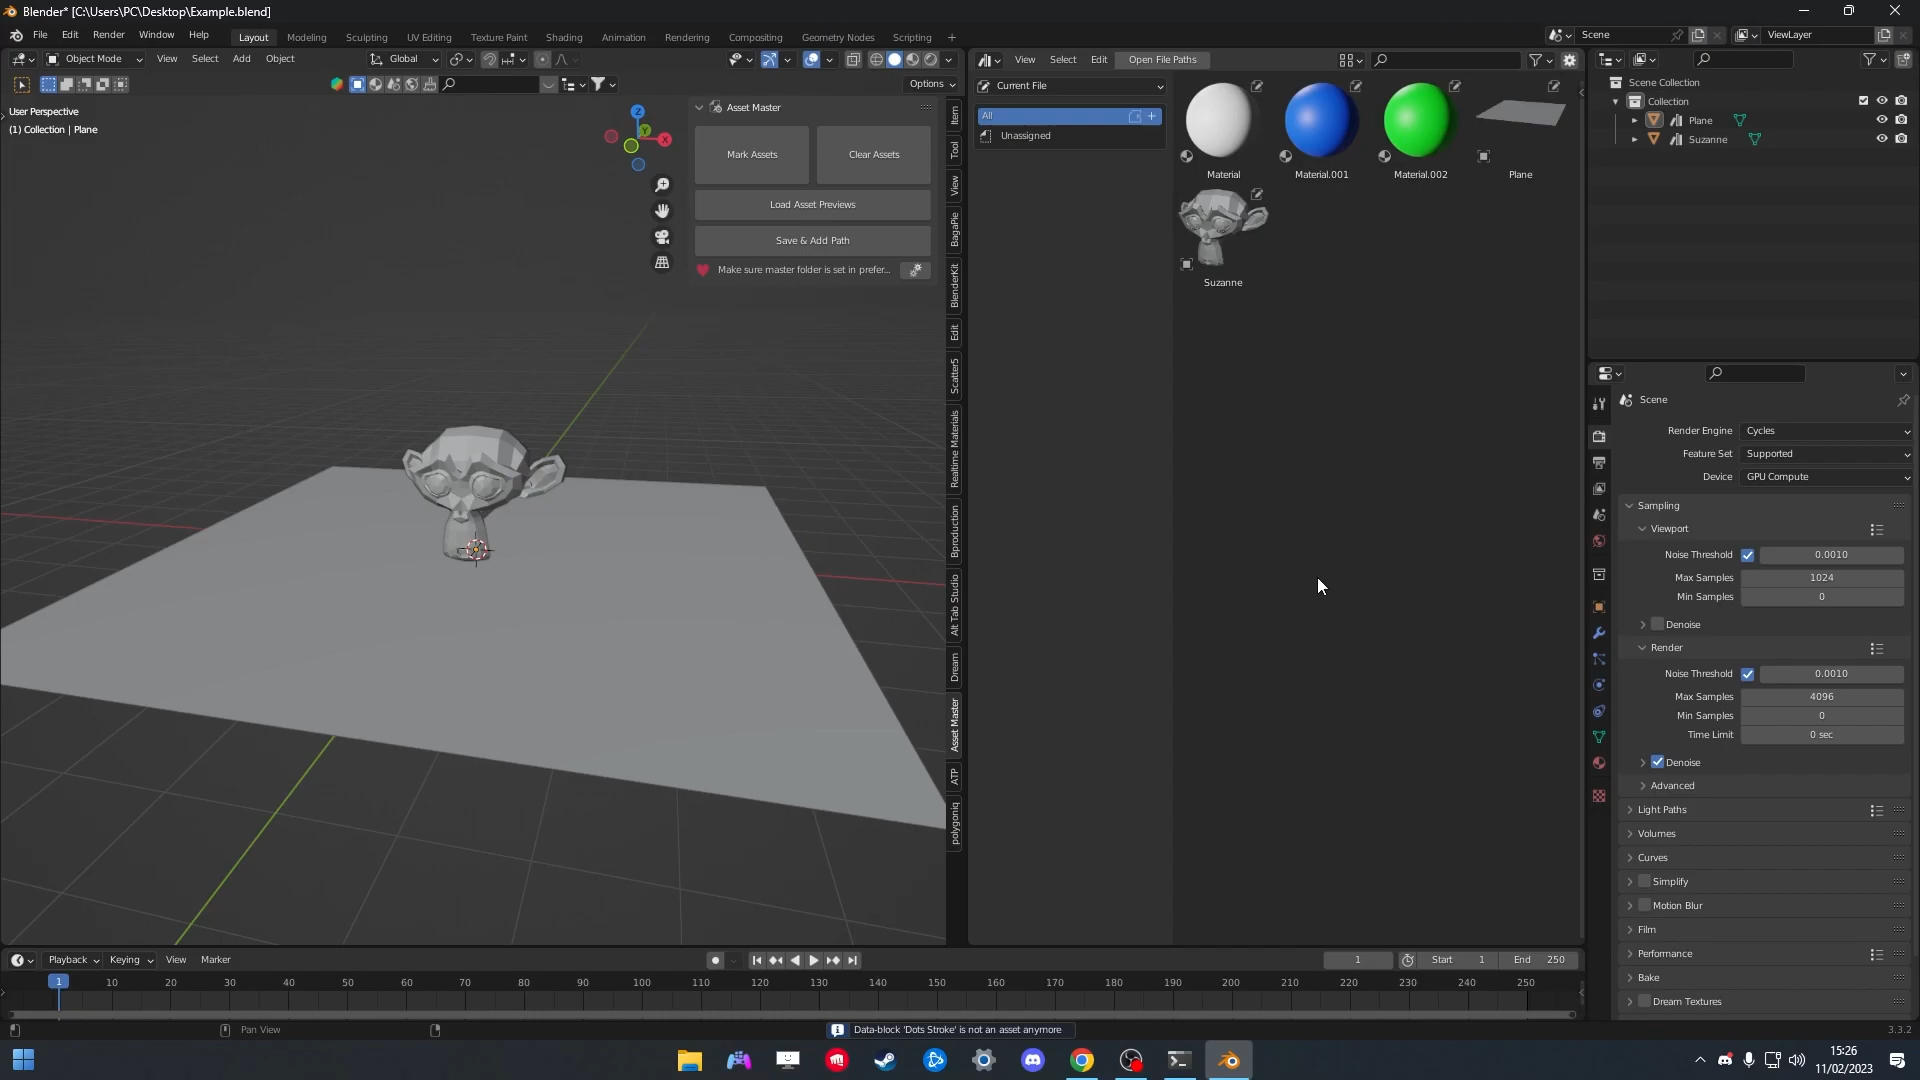 Blender* [C:\Users\PC\Desktop\Example.blend]
File Edit Render Window Help
Layout Modeling Sculpting UV Editing Texture Paint Shading Animation Rendering Compositing Geometry Nodes Scripting +
Scene
ViewLayer
Object Mode View Select Add Object
Global
Options
User Perspective
(1) Collection | Plane
Z
Y
X
Asset Master
Mark Assets
Clear Assets
Load Asset Previews
Save & Add Path
Make sure master folder is set in prefer...
Item
Tool
View
BagaPie
BlenderKit
Edit
Scatter5
Realtime Materials
Bproduction
Alt Tab Studio
Dream
Asset Master
ATP
polygoniq
View Select Edit Open File Paths
Current File
All
Unassigned
Material
Material.001
Material.002
Plane
Suzanne
Scene Collection
Collection
Plane
Suzanne
Scene
Render Engine Cycles
Feature Set Supported
Device GPU Compute
Sampling
Viewport
Noise Threshold 0.0010
Max Samples 1024
Min Samples 0
Denoise
Render
Noise Threshold 0.0010
Max Samples 4096
Min Samples 0
Time Limit 0 sec
Denoise
Advanced
Light Paths
Volumes
Curves
Simplify
Motion Blur
Film
Performance
Bake
Dream Textures
Playback Keying View Marker
1
Start 1
End 250
1 10 20 30 40 50 60 70 80 90 100 110 120 130 140 150 160 170 180 190 200 210 220 230 240 250
Pan View
Data-block 'Dots Stroke' is not an asset anymore
3.3.2
15:26
11/02/2023